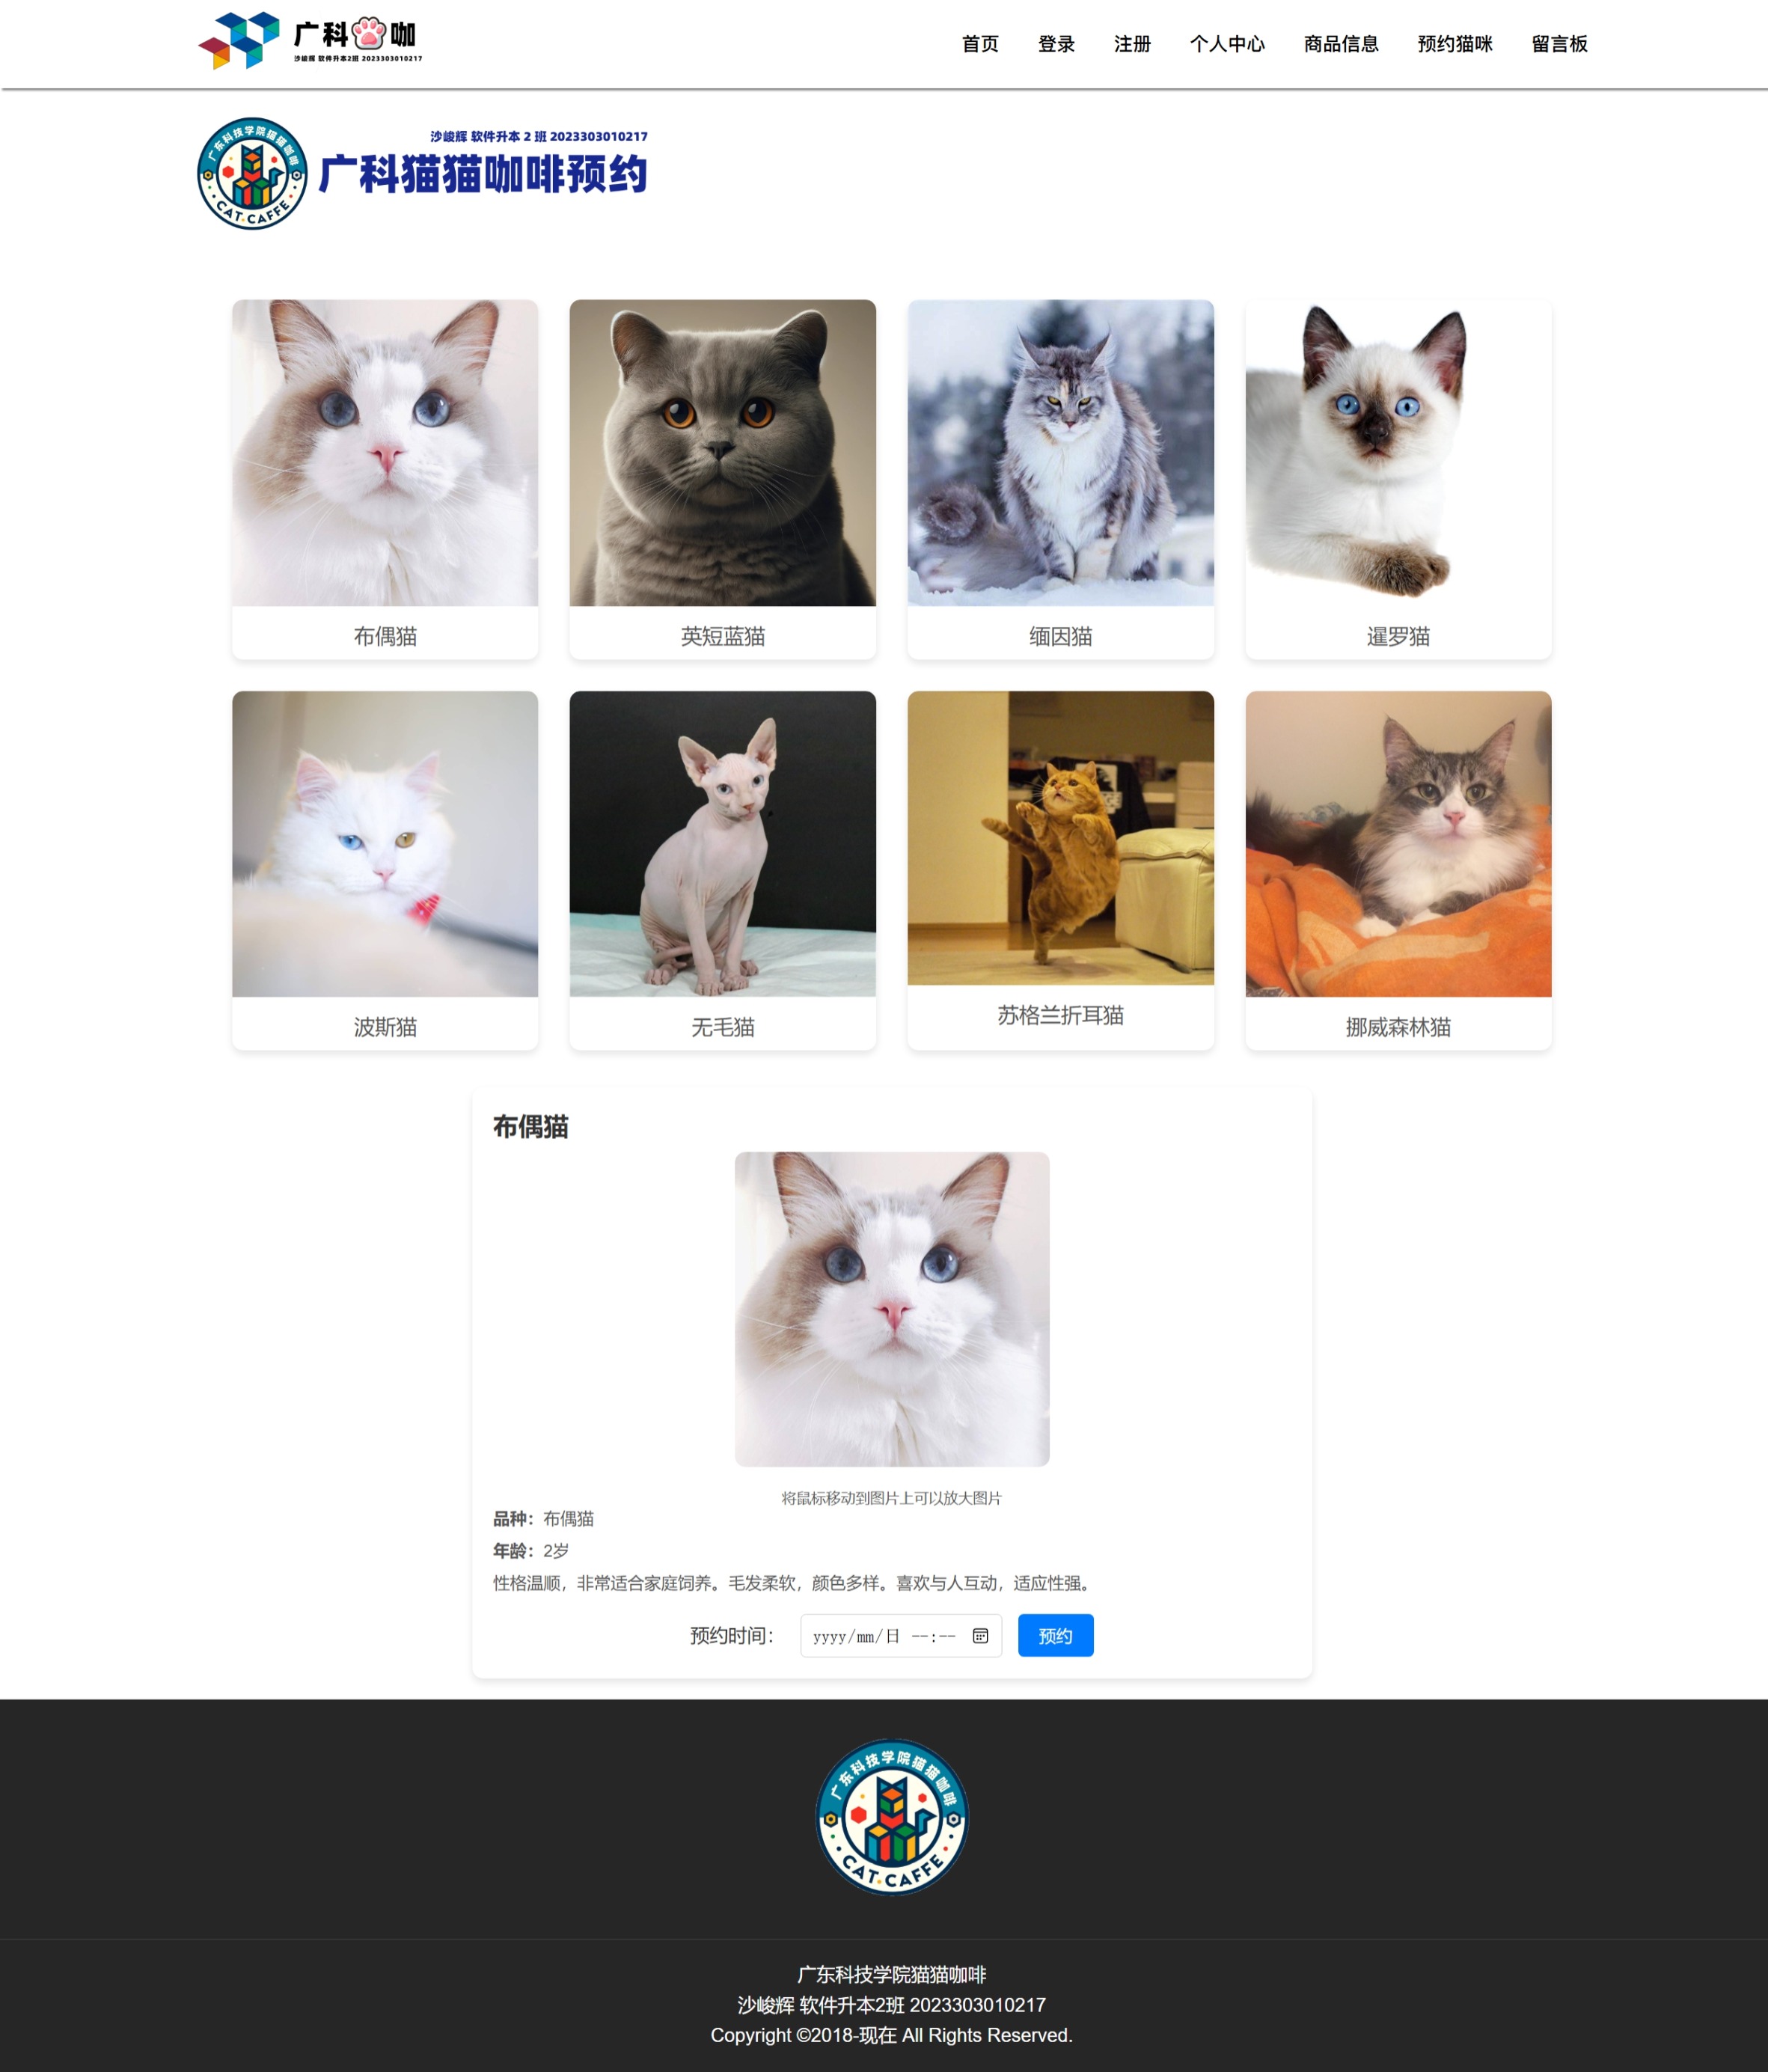 广科咖
沙峻辉 软件升本2班 2023303010217
首页 登录 注册 个人中心 商品信息 预约猫咪 留言板
广东科技学院猫猫咖啡
CAT·CAFFE
沙峻辉 软件升本 2 班 2023303010217
广科猫猫咖啡预约
布偶猫
英短蓝猫
缅因猫
暹罗猫
波斯猫
无毛猫
苏格兰折耳猫
挪威森林猫
布偶猫
将鼠标移动到图片上可以放大图片
品种：布偶猫
年龄：2岁
性格温顺，非常适合家庭饲养。毛发柔软，颜色多样。喜欢与人互动，适应性强。
预约时间： yyyy/mm/日 --:-- 预约
广东科技学院猫猫咖啡
CAT·CAFFE
广东科技学院猫猫咖啡
沙峻辉 软件升本2班 2023303010217
Copyright ©2018-现在 All Rights Reserved.